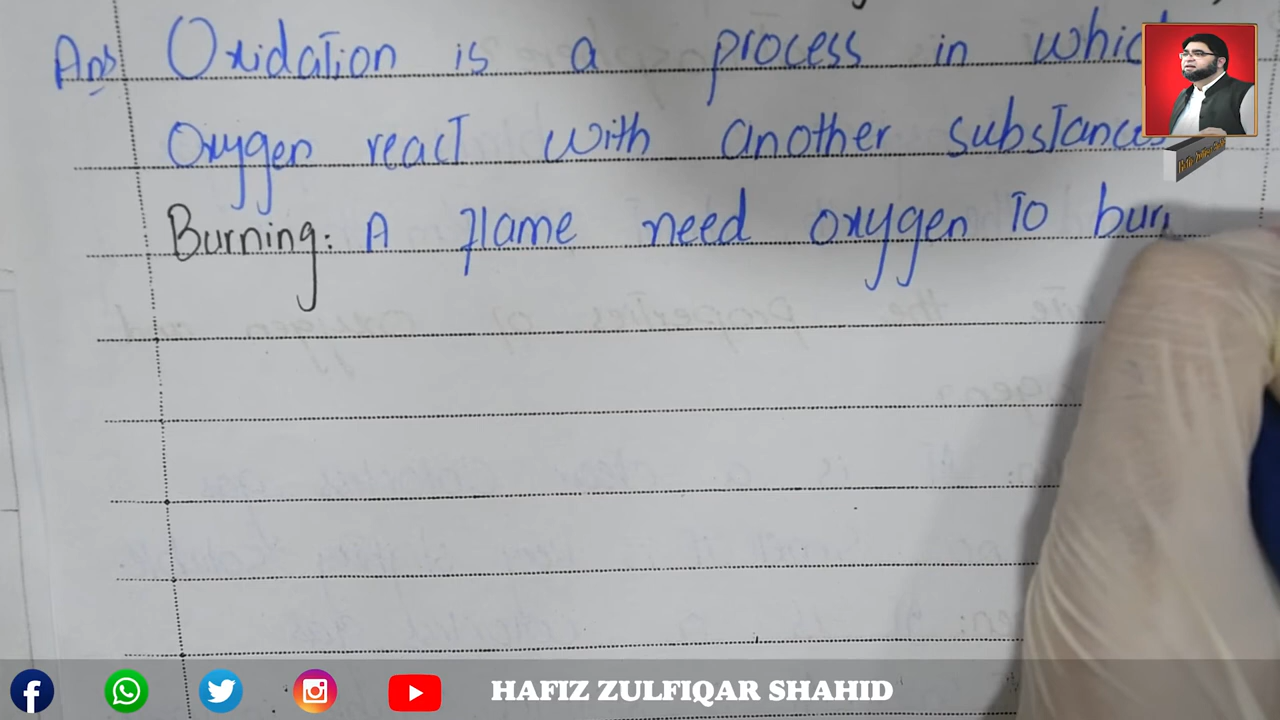 Ans Oxidation is a process in which
Oxygen react with another substances
Burning: A flame need oxygen to burn
HAFIZ ZULFIQAR SHAHID